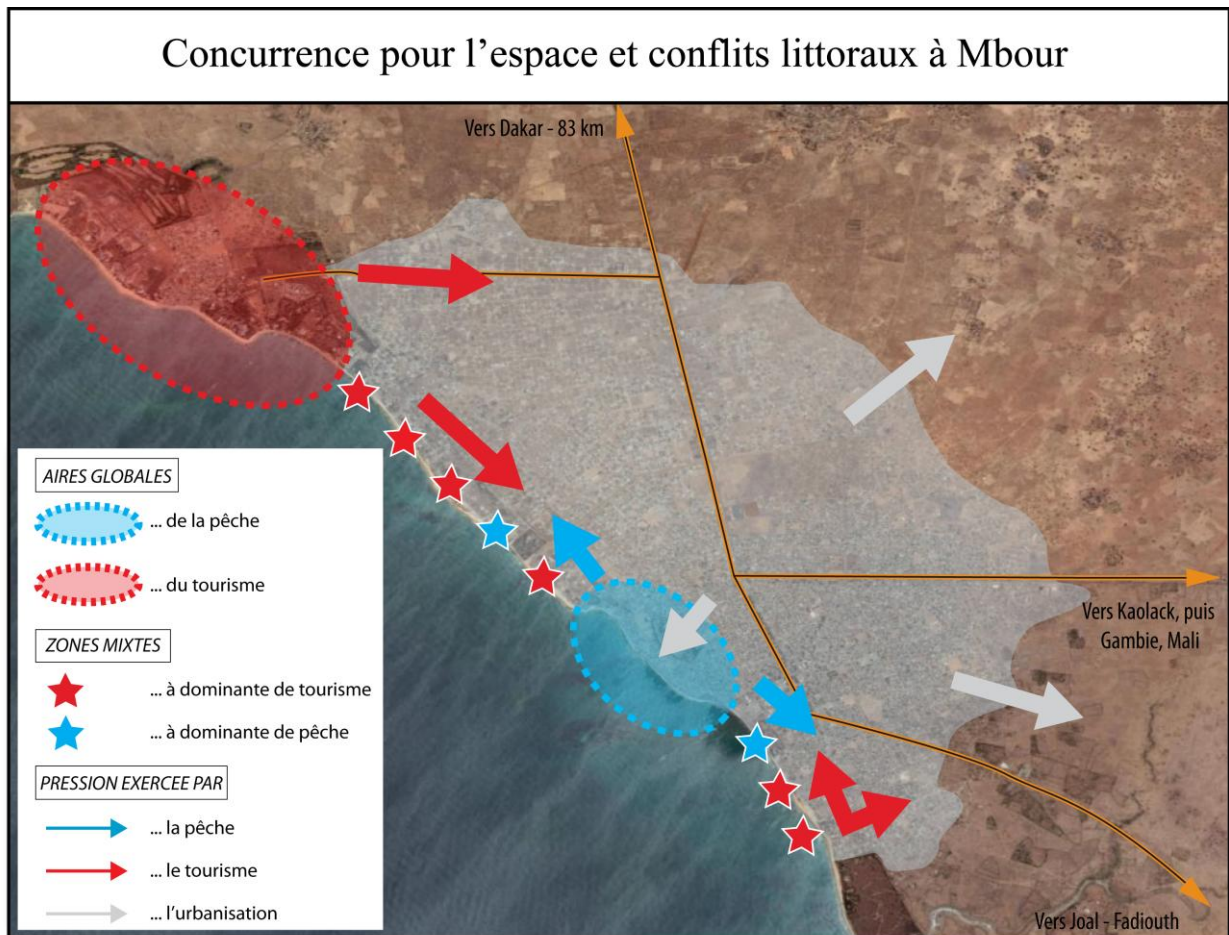 Concurrence pour l'espace et conflits littoraux à Mbour
Vers Dakar - 83 km
AIRES GLOBALES
... de la pêche
... du tourisme
ZONES MIXTES
... à dominante de tourisme
... à dominante de pêche
PRESSION EXERCEE PAR
... la pêche
... le tourisme
... l'urbanisation
Vers Kaolack, puis
Gambie, Mali
Vers Joal - Fadiouth